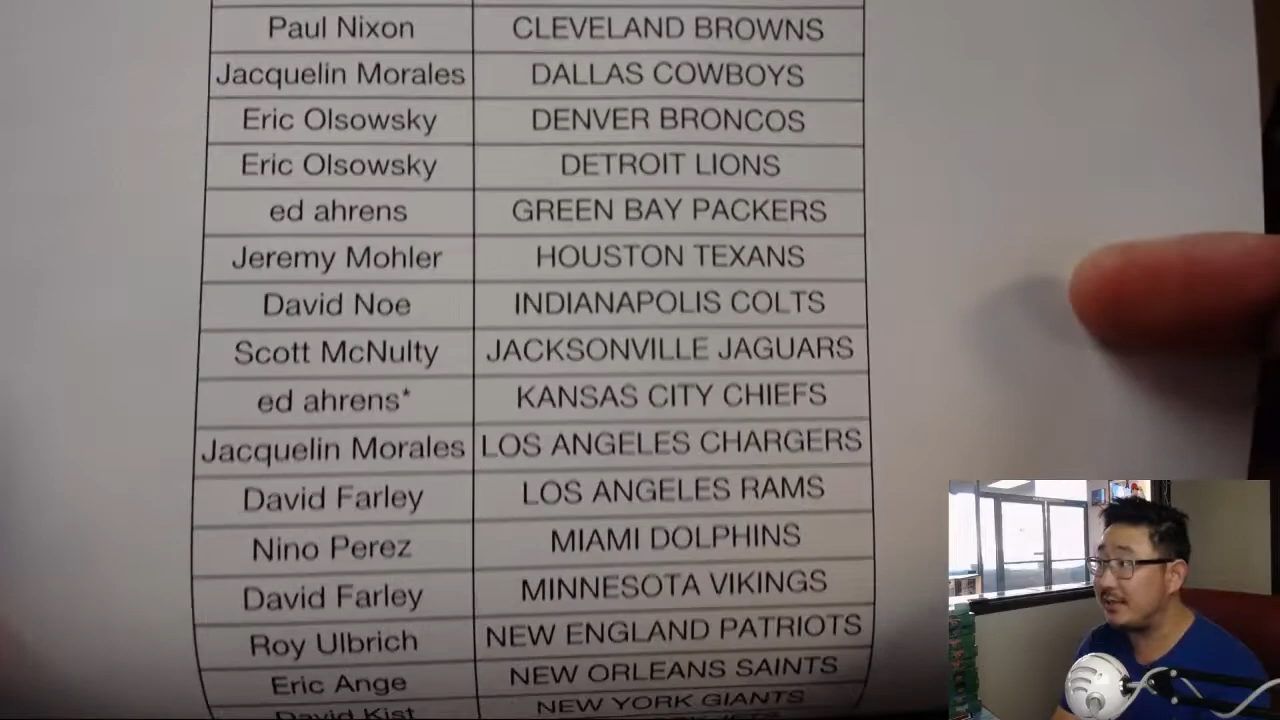 Paul Nixon CLEVELAND BROWNS
Jacquelin Morales DALLAS COWBOYS
Eric Olsowsky DENVER BRONCOS
Eric Olsowsky DETROIT LIONS
ed ahrens GREEN BAY PACKERS
Jeremy Mohler HOUSTON TEXANS
David Noe INDIANAPOLIS COLTS
Scott McNulty JACKSONVILLE JAGUARS
ed ahrens* KANSAS CITY CHIEFS
Jacquelin Morales LOS ANGELES CHARGERS
David Farley LOS ANGELES RAMS
Nino Perez MIAMI DOLPHINS
David Farley MINNESOTA VIKINGS
Roy Ulbrich NEW ENGLAND PATRIOTS
Eric Ange NEW ORLEANS SAINTS
David Kist NEW YORK GIANTS